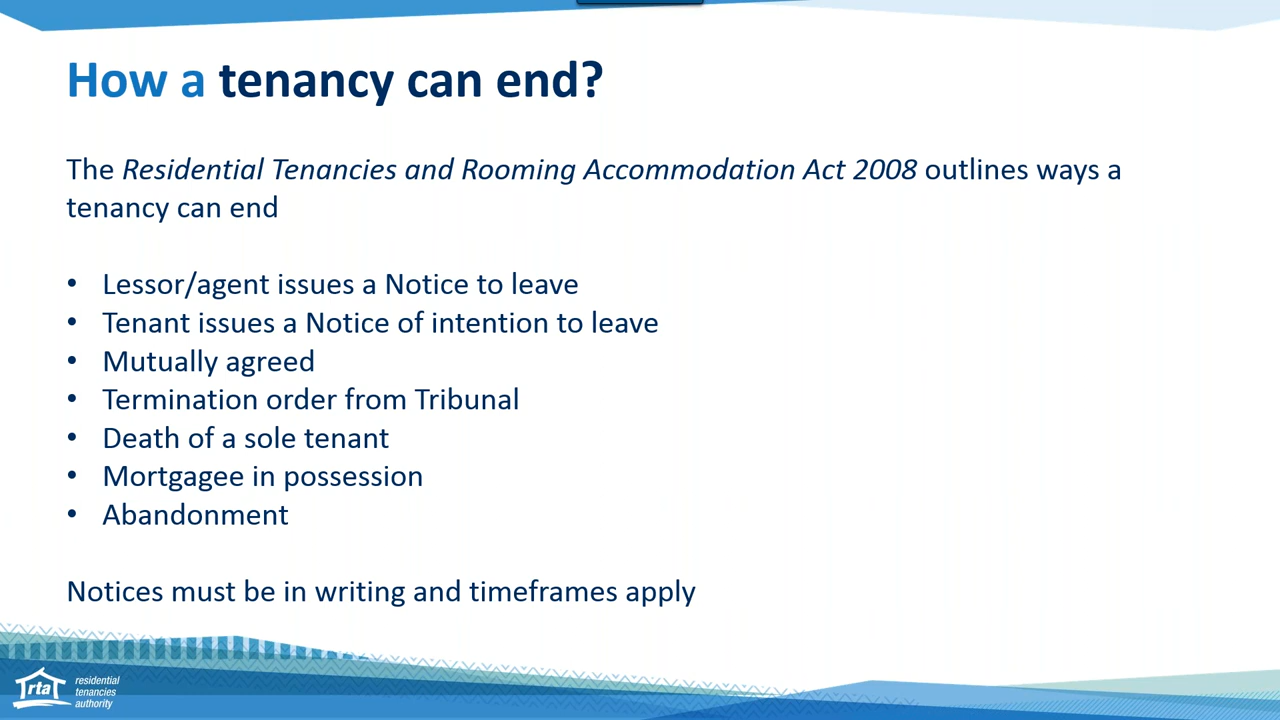 How a tenancy can end?
The Residential Tenancies and Rooming Accommodation Act 2008 outlines ways a
tenancy can end
• Lessor/agent issues a Notice to leave
• Tenant issues a Notice of intention to leave
• Mutually agreed
• Termination order from Tribunal
• Death of a sole tenant
• Mortgagee in possession
• Abandonment
Notices must be in writing and timeframes apply
rta
residential
tenancies
authority